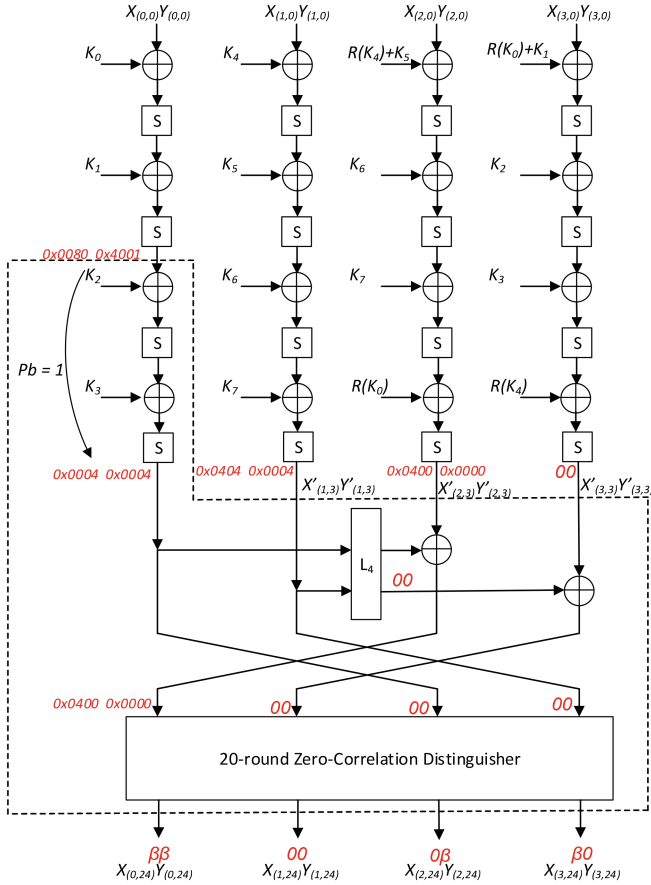 X(0,0)Y(0,0) X(1,0)Y(1,0) X(2,0)Y(2,0) X(3,0)Y(3,0)
K0 K4 R(K4)+K5 R(K0)+K1
S S S S
K1 K5 K6 K2
S S S S
0x0080 0x4001
K2 K6 K7 K3
S S S S
Pb = 1
K3 K7 R(K0) R(K4)
S S S S
0x0004 0x0004 0x0404 0x0004 0x0400 0x0000 00
X'(1,3)Y'(1,3) X'(2,3)Y'(2,3) X'(3,3)Y'(3,3)
L4
00
0x0400 0x0000 00 00 00
20-round Zero-Correlation Distinguisher
ββ 00 0β β0
X(0,24)Y(0,24) X(1,24)Y(1,24) X(2,24)Y(2,24) X(3,24)Y(3,24)